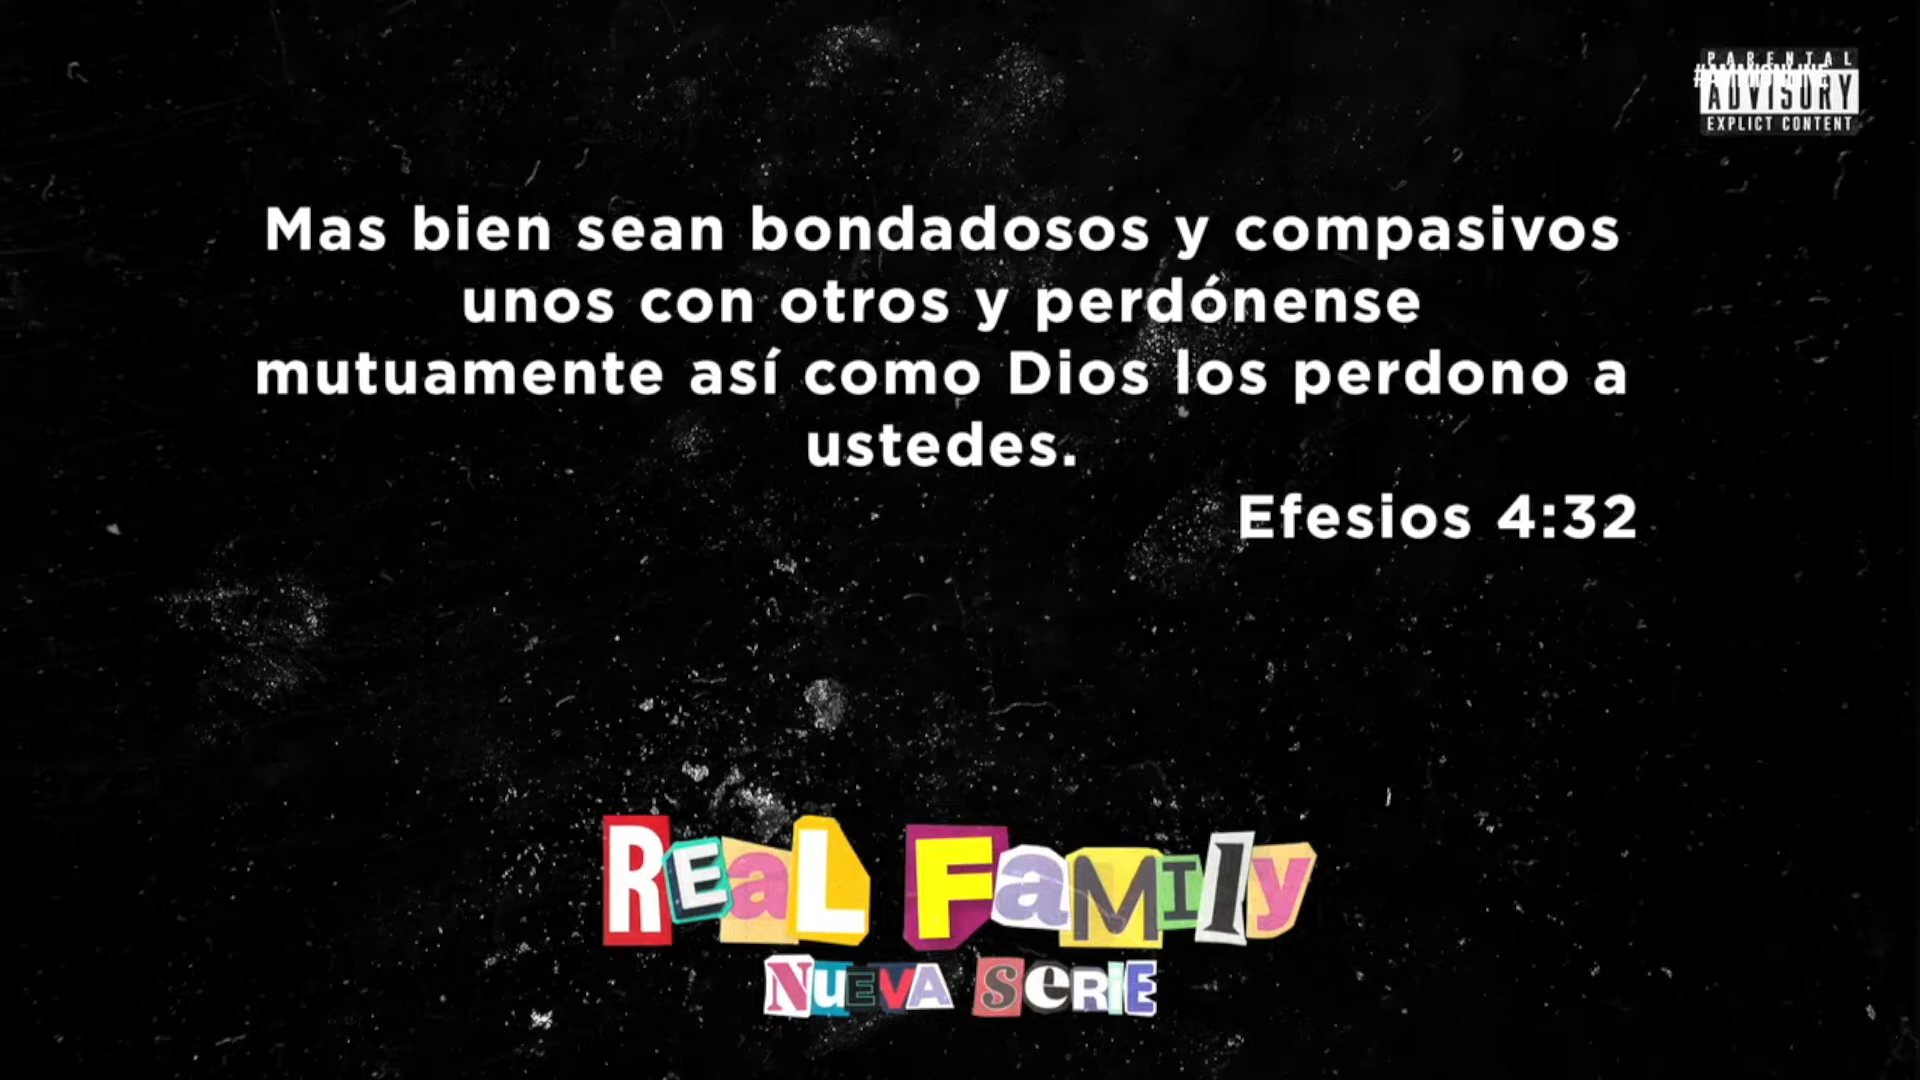 PARENTAL
ADVISORY
EXPLICIT CONTENT
Mas bien sean bondadosos y compasivos
unos con otros y perdónense
mutuamente así como Dios los perdono a
ustedes.
Efesios 4:32
REaL FaMILy
NUEVA SerIE